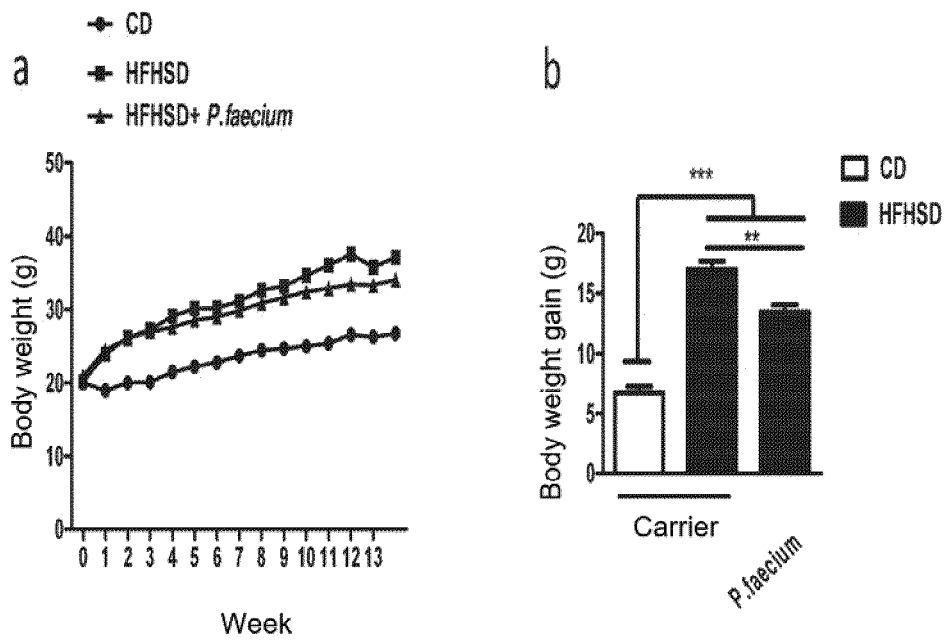 CD
a
HFHSD
HFHSD+ P.faecium
Body weight (g)
50
40
30
20
10
0
0 1 2 3 4 5 6 7 8 9 10 11 12 13
Week
b
CD
HFHSD
***
**
Body weight gain (g)
20
15
10
5
0
Carrier
P.faecium